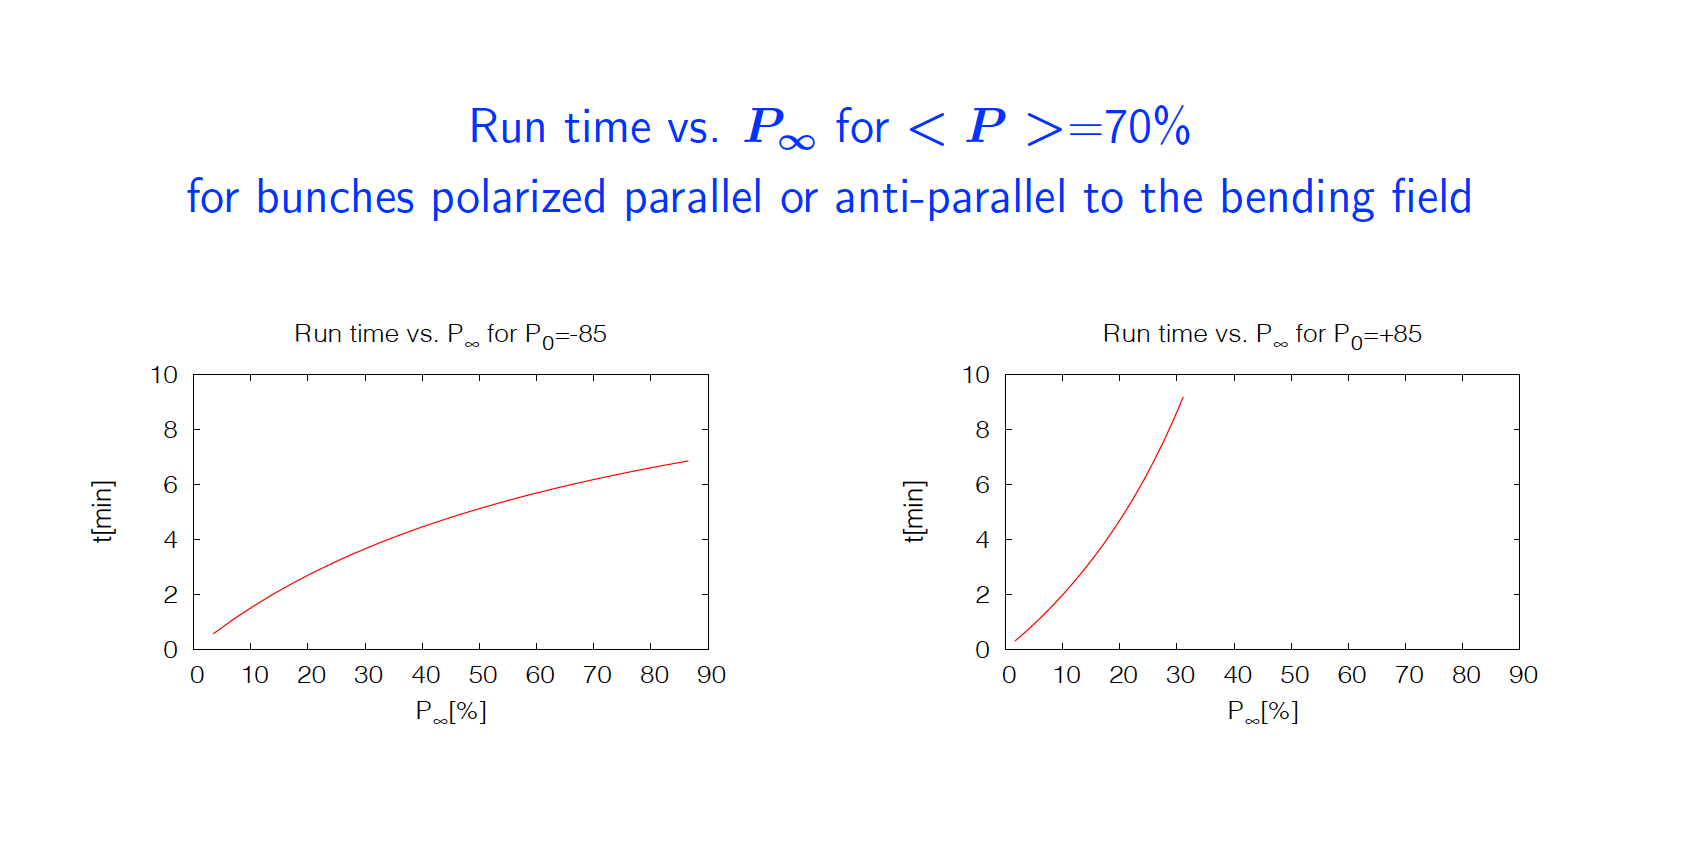 Run time vs. P∞ for < P >=70%
for bunches polarized parallel or anti-parallel to the bending field
Run time vs. P∞ for P0=-85
10
8
6
4
2
0
t[min]
0 10 20 30 40 50 60 70 80 90
P∞[%]
Run time vs. P∞ for P0=+85
10
8
6
4
2
0
t[min]
0 10 20 30 40 50 60 70 80 90
P∞[%]